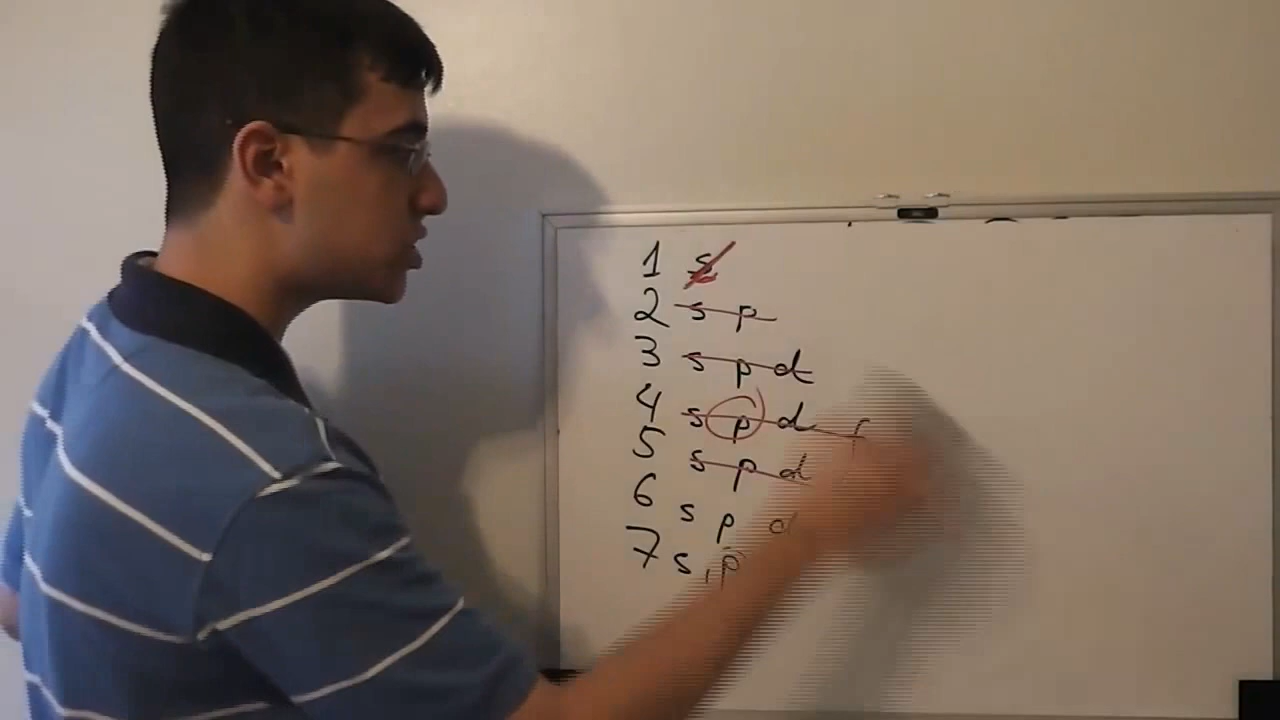 1 s
2 s p
3 s p d
4 s p d f
5 s p d
6 s p d
7 s p